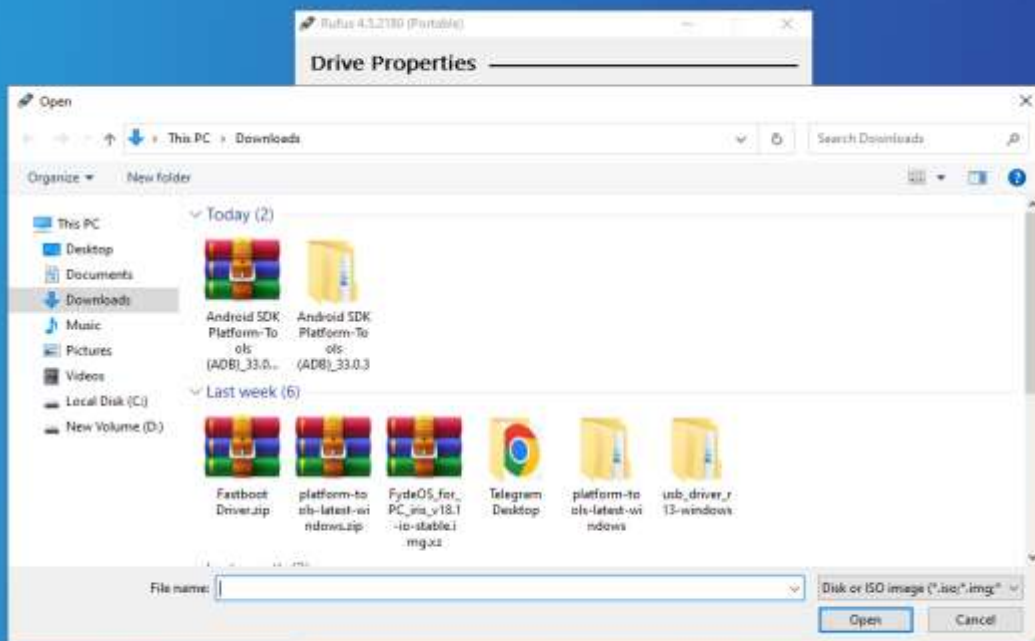 Rufus 4.5.2180 (Portable)
Drive Properties
Open
This PC › Downloads
Search Downloads
Organize
New folder
This PC
Desktop
Documents
Downloads
Music
Pictures
Videos
Local Disk (C:)
New Volume (D:)
Today (2)
Android SDK
Platform-To
ols
(ADB)_33.0...
Android SDK
Platform-To
ols
(ADB)_33.0.3
Last week (6)
Fastboot
Driver.zip
platform-to
ols-latest-wi
ndows.zip
FydeOS_for_
PC_iris_v18.1
-io-stable.i
mg.xz
Telegram
Desktop
platform-to
ols-latest-wi
ndows
usb_driver_r
13-windows
File name:
Disk or ISO image (*.iso;*.img;*
Open
Cancel